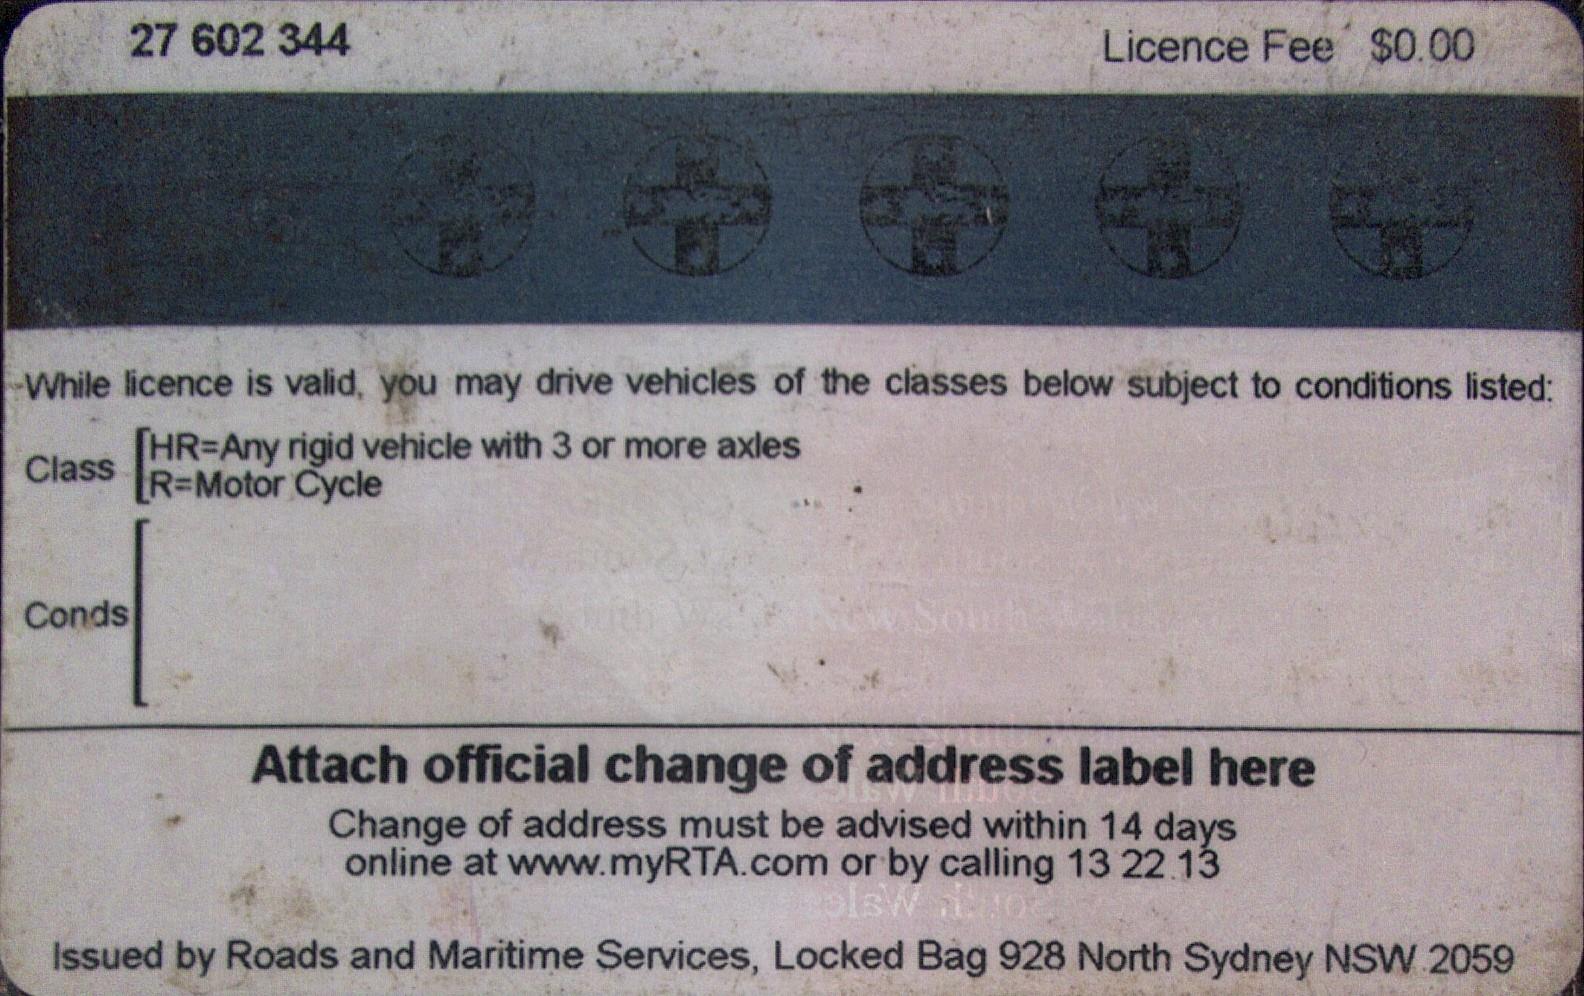 27 602 344 Licence Fee $0.00
While licence is valid, you may drive vehicles of the classes below subject to conditions listed:
Class [HR=Any rigid vehicle with 3 or more axles
R=Motor Cycle
Conds
New South Wales
Attach official change of address label here
Change of address must be advised within 14 days
online at www.myRTA.com or by calling 13 22 13
Issued by Roads and Maritime Services, Locked Bag 928 North Sydney NSW 2059